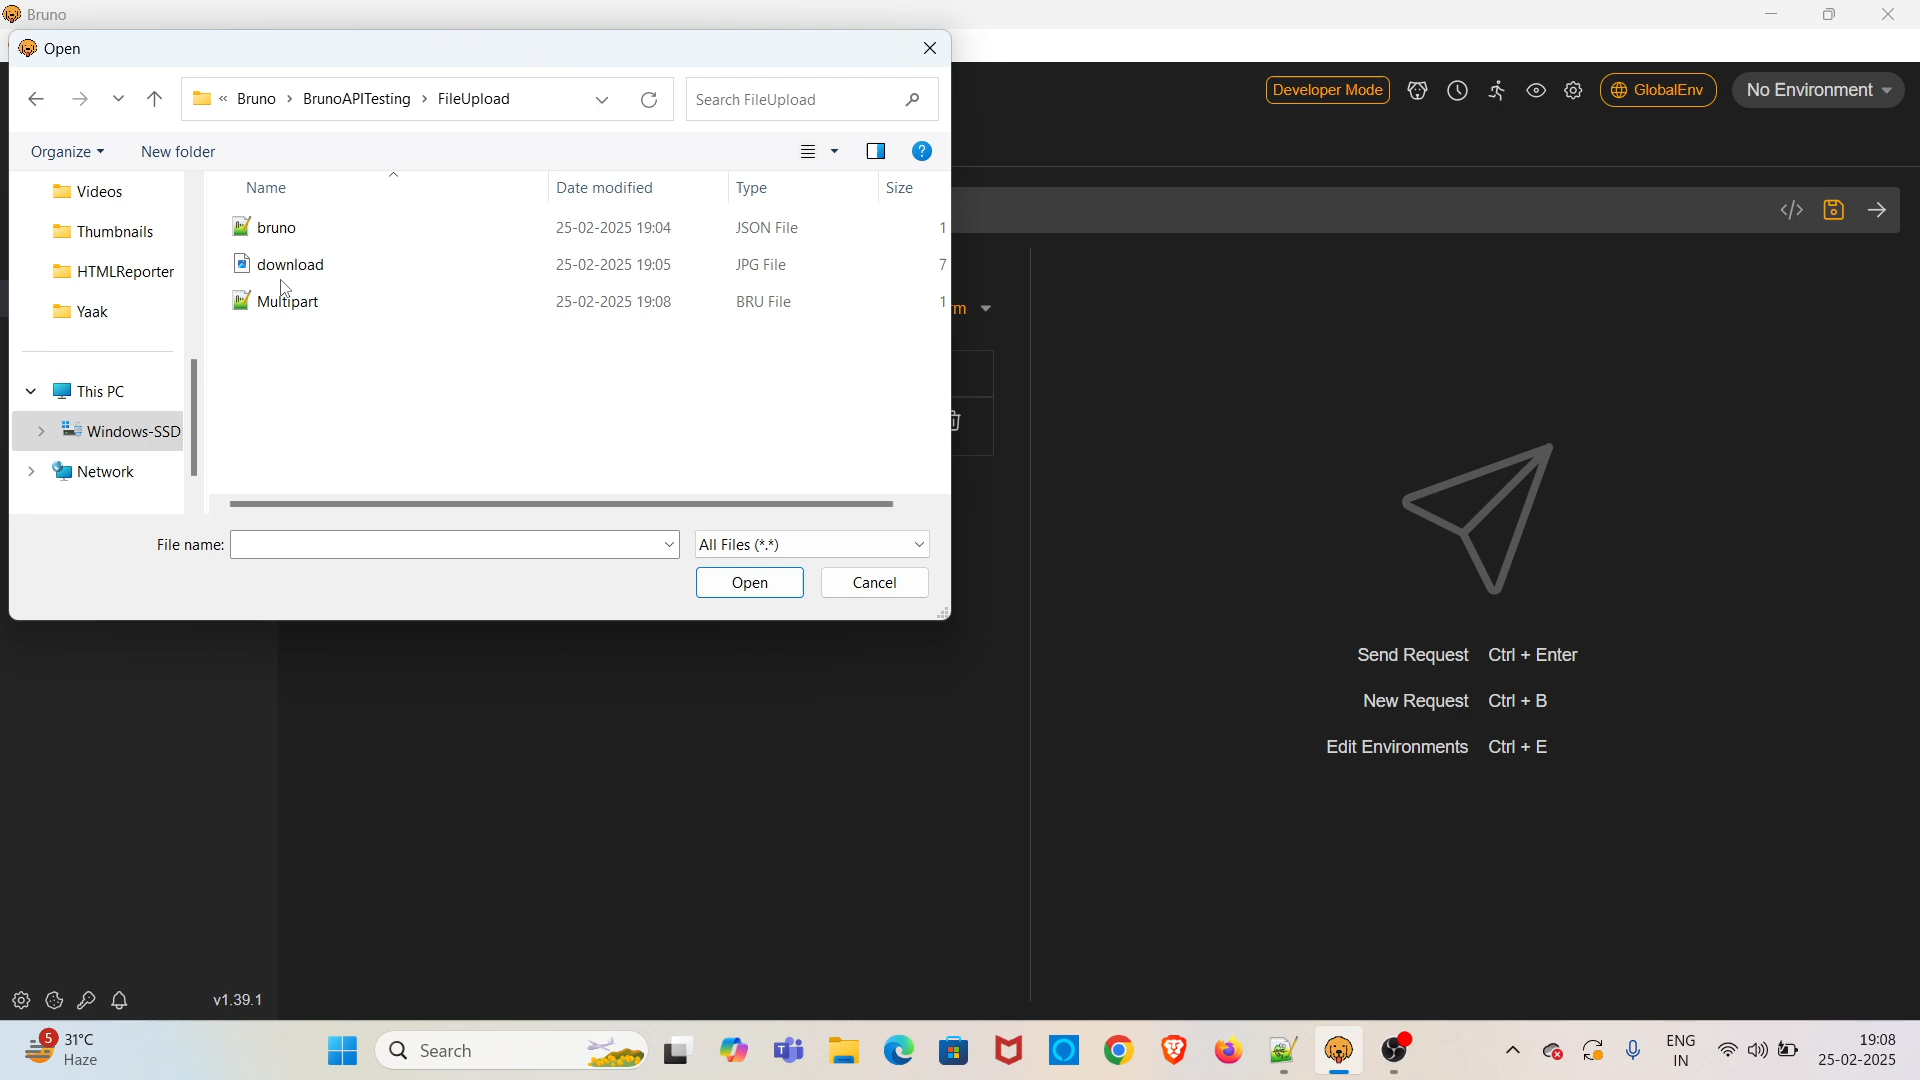 Bruno
Open
« Bruno > BrunoAPITesting > FileUpload
Search FileUpload
Developer Mode
GlobalEnv
No Environment
Organize
New folder
Videos
Thumbnails
HTMLReporter
Yaak
This PC
Windows-SSD
Network
Name Date modified Type Size
bruno 25-02-2025 19:04 JSON File 1
download 25-02-2025 19:05 JPG File 7
Multipart 25-02-2025 19:08 BRU File 1
m
File name:
All Files (*.*)
Open
Cancel
Send Request Ctrl + Enter
New Request Ctrl + B
Edit Environments Ctrl + E
v1.39.1
5
31°C
Haze
Search
ENG
IN
19:08
25-02-2025